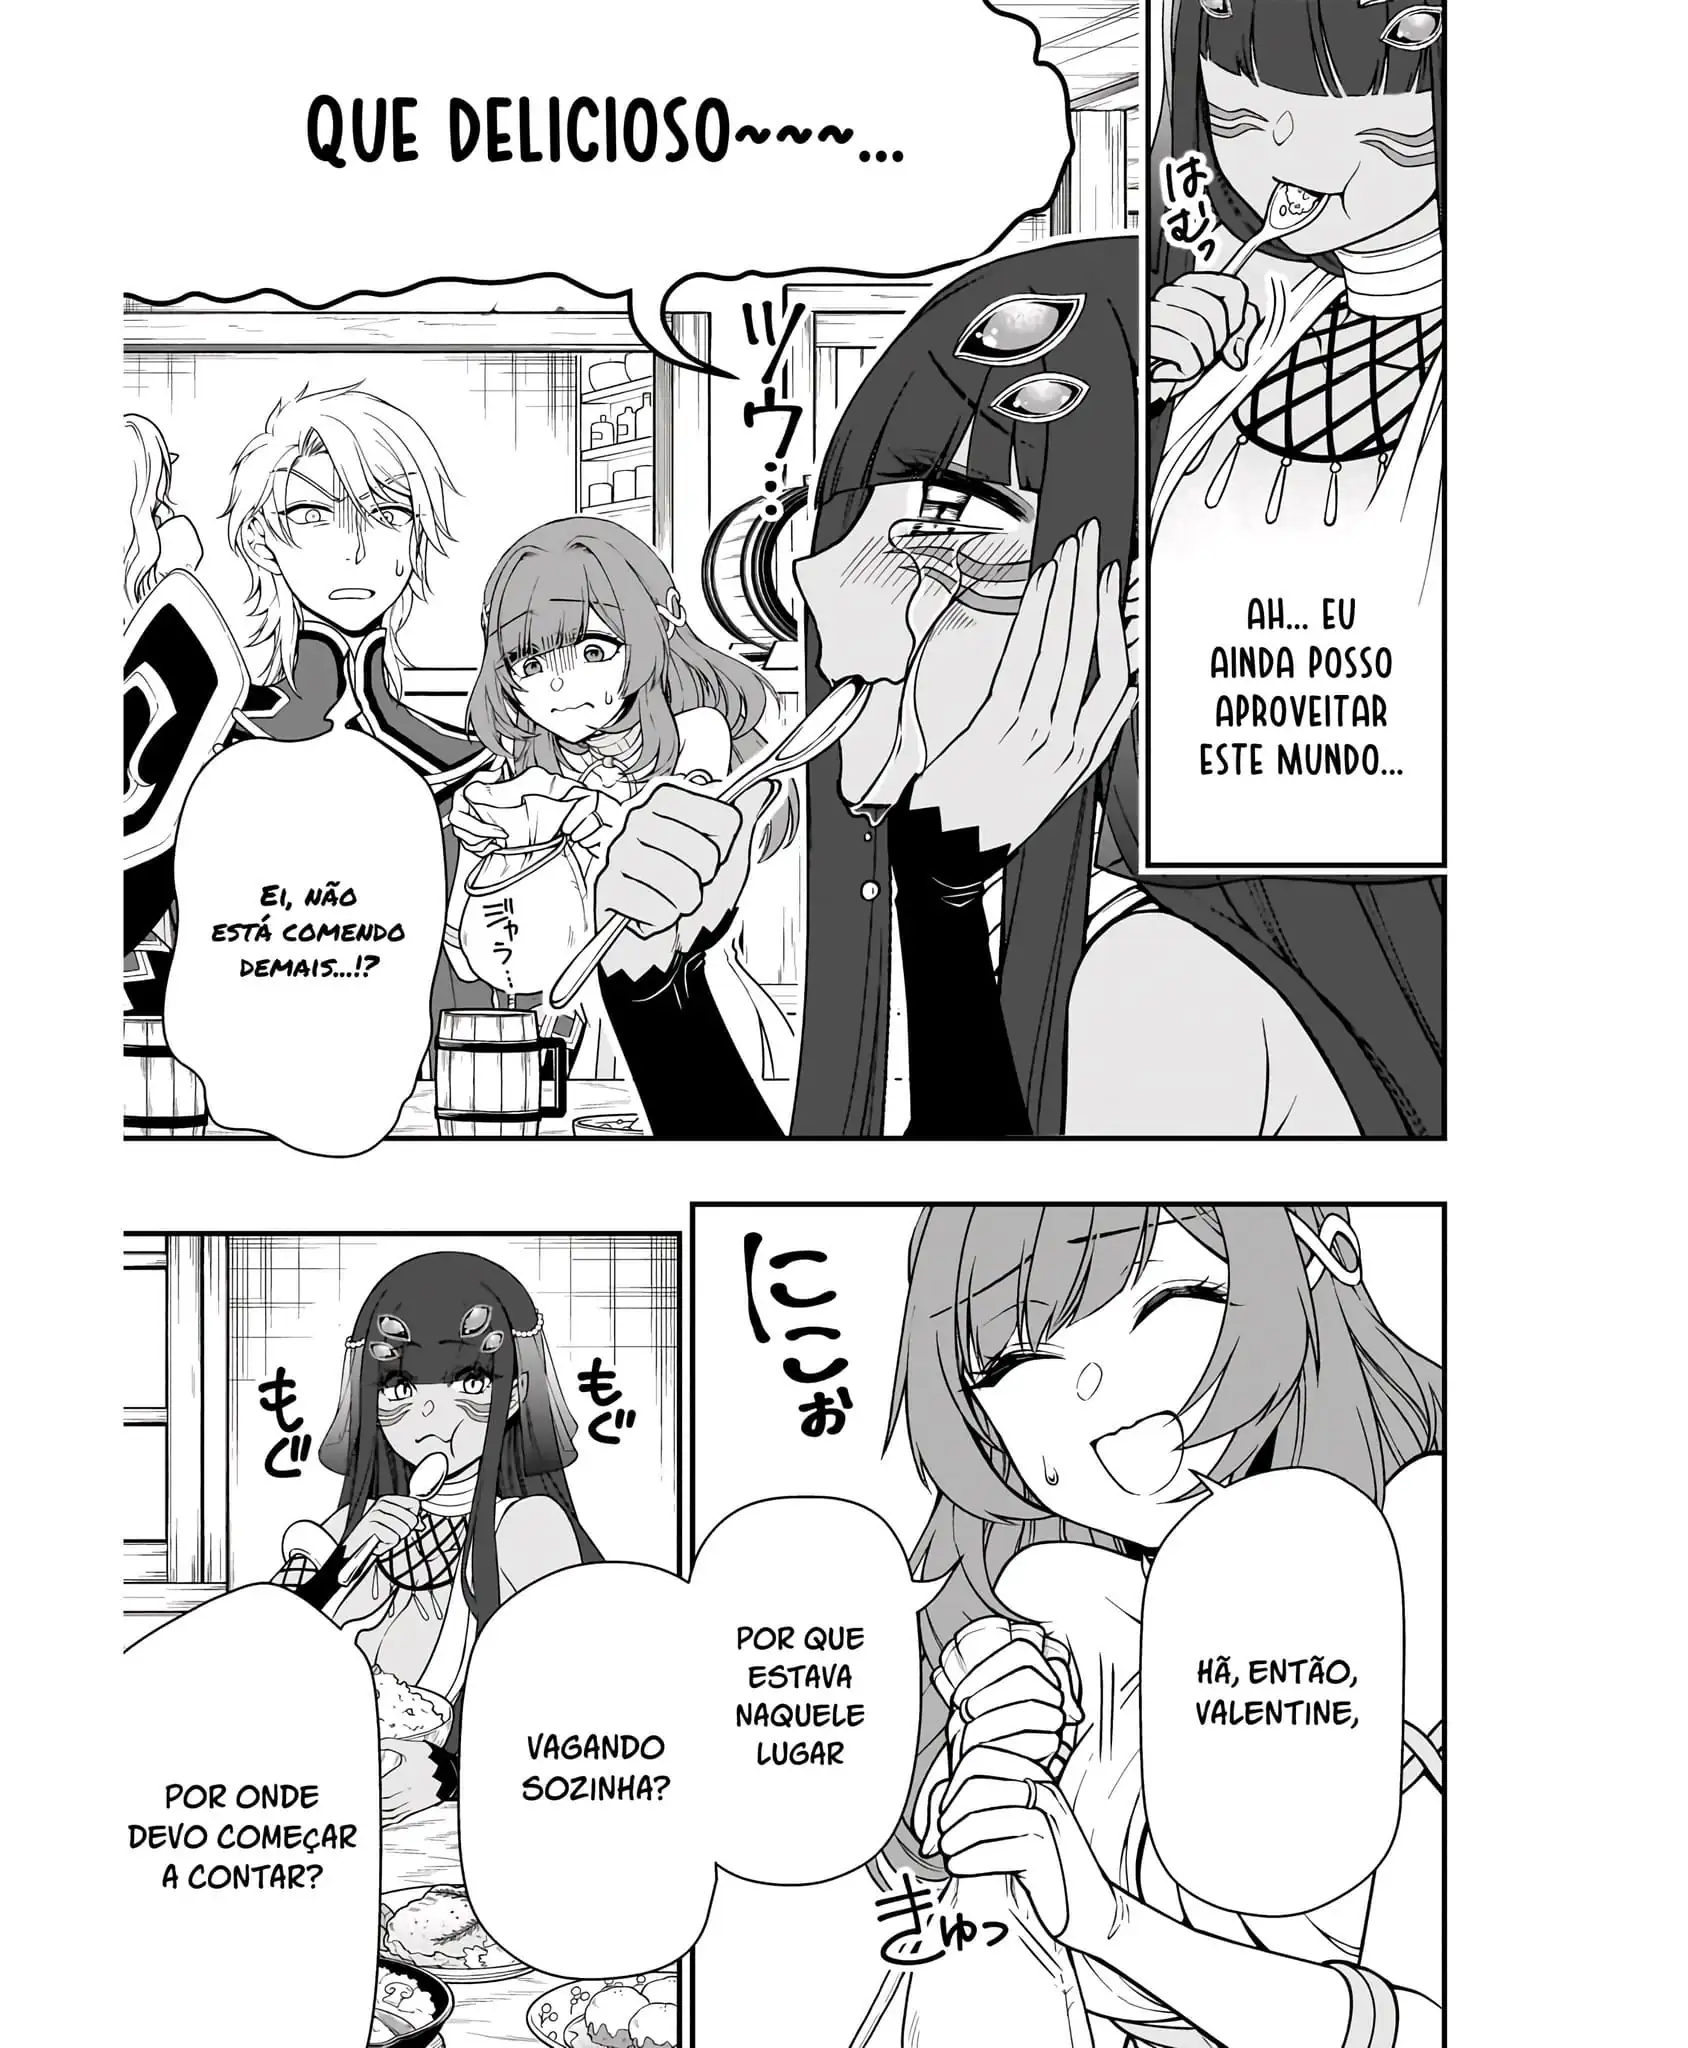 はむっ
AH... EU
AINDA POSSO
APROVEITAR
ESTE MUNDO...
QUE DELICIOSO~~~...
ツゥ...
EI, NÃO
ESTÁ COMENDO
DEMAIS...!?
ジャラ...
にこぉ
HÃ, ENTÃO,
VALENTINE,
POR QUE
ESTAVA
NAQUELE
LUGAR
ぎゅっ
VAGANDO
SOZINHA?
もぐ
もぐ
POR ONDE
DEVO COMEÇAR
A CONTAR?